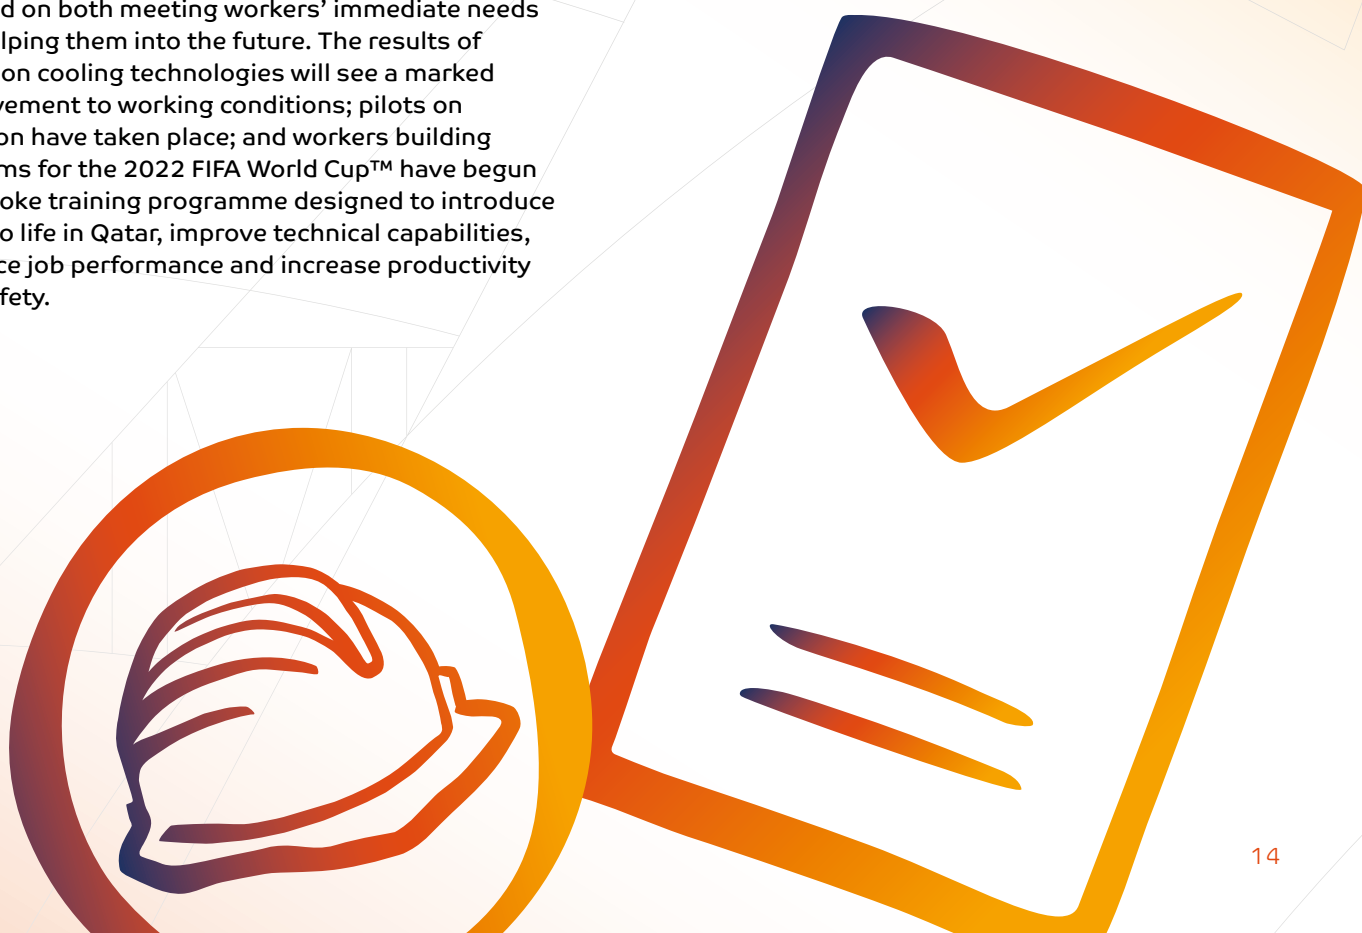 d on both meeting workers’ immediate needs
lping them into the future. The results of
on cooling technologies will see a marked
vement to working conditions; pilots on
on have taken place; and workers building
ms for the 2022 FIFA World Cup™ have begun
oke training programme designed to introduce
o life in Qatar, improve technical capabilities,
ce job performance and increase productivity
fety.
14